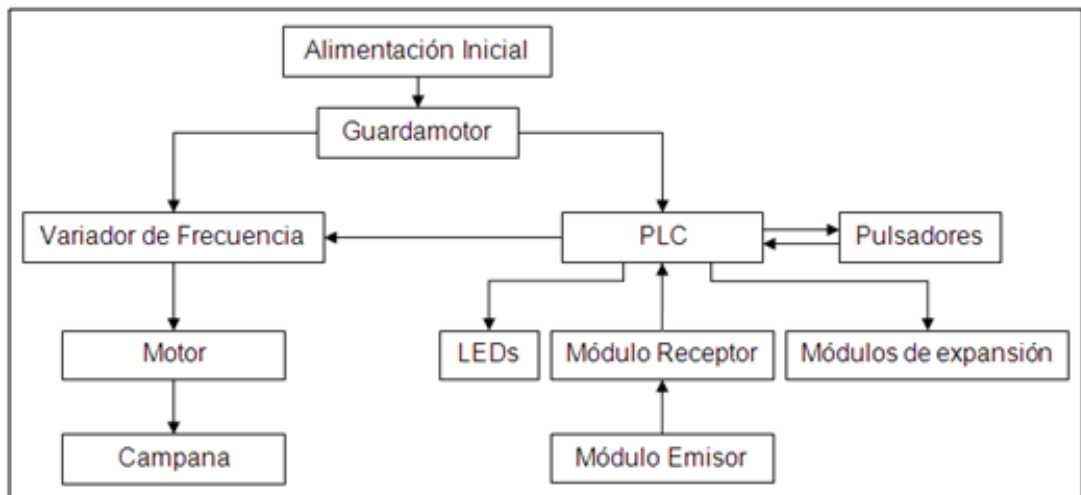 Alimentación Inicial
Guardamotor
Variador de Frecuencia
PLC
Pulsadores
Motor
LEDs
Módulo Receptor
Módulos de expansión
Campana
Módulo Emisor